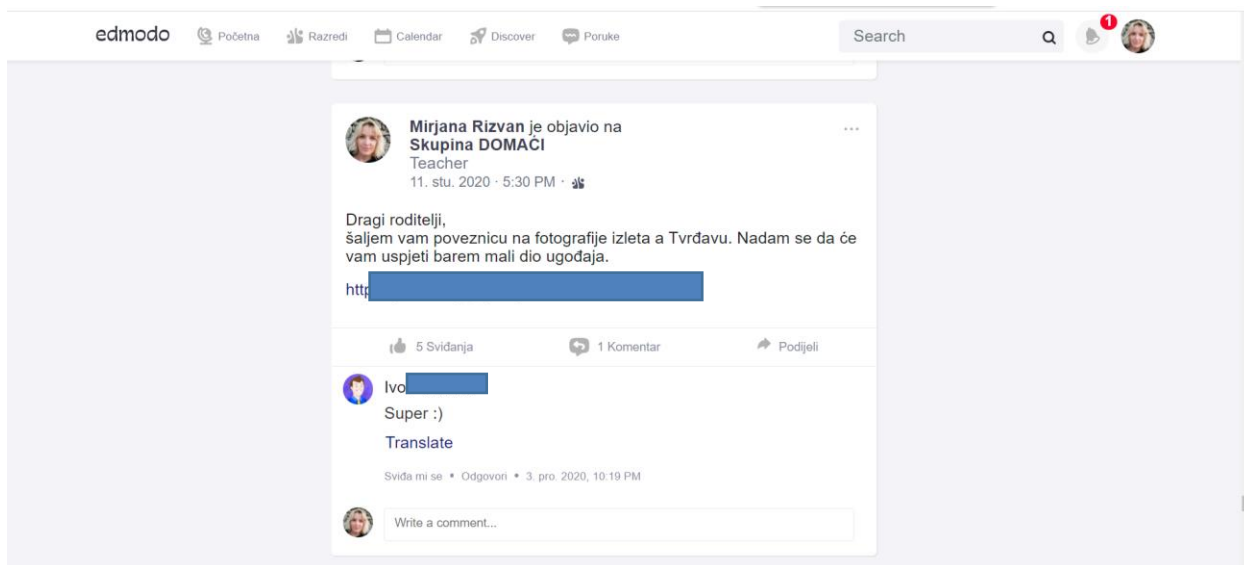 edmodo Početna Razredi Calendar Discover Poruke Search 1
Mirjana Rizvan je objavio na
Skupina DOMAĆI
Teacher
11. stu. 2020 · 5:30 PM ·
...
Dragi roditelji,
šaljem vam poveznicu na fotografije izleta a Tvrđavu. Nadam se da će
vam uspjeti barem mali dio ugođaja.
http
5 Sviđanja 1 Komentar Podijeli
Ivo
Super :)
Translate
Sviđa mi se • Odgovori • 3. pro. 2020, 10:19 PM
Write a comment...